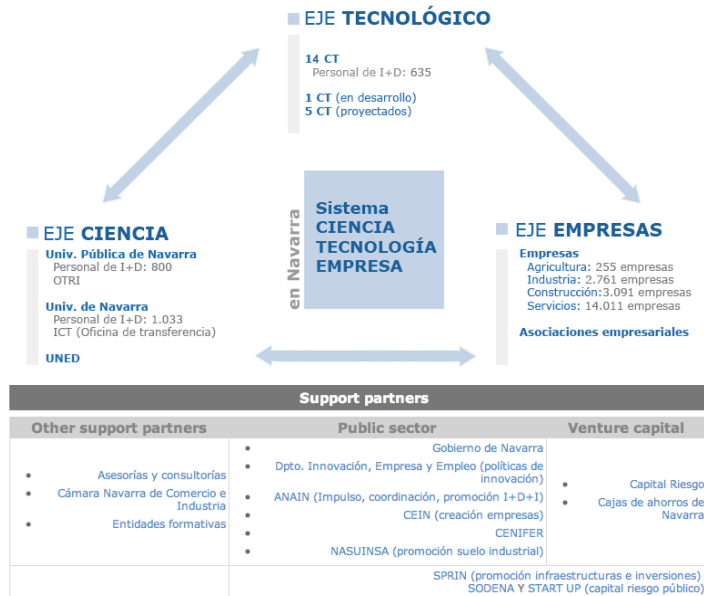 EJE TECNOLÓGICO
14 CT
Personal de I+D: 635
1 CT (en desarrollo)
5 CT (proyectados)
en Navarra
Sistema
CIENCIA
TECNOLOGÍA
EMPRESA
EJE CIENCIA
Univ. Pública de Navarra
Personal de I+D: 800
OTRI
Univ. de Navarra
Personal de I+D: 1.033
ICT (Oficina de transferencia)
UNED
EJE EMPRESAS
Empresas
Agricultura: 255 empresas
Industria: 2.761 empresas
Construcción:3.091 empresas
Servicios: 14.011 empresas
Asociaciones empresariales
Support partners
Other support partners
Asesorías y consultorías
Cámara Navarra de Comercio e
Industria
Entidades formativas
Public sector
Gobierno de Navarra
Dpto. Innovación, Empresa y Empleo (políticas de
innovación)
ANAIN (Impulso, coordinación, promoción I+D+I)
CEIN (creación empresas)
CENIFER
NASUINSA (promoción suelo industrial)
Venture capital
Capital Riesgo
Cajas de ahorros de
Navarra
SPRIN (promoción infraestructuras e inversiones)
SODENA Y START UP (capital riesgo público)